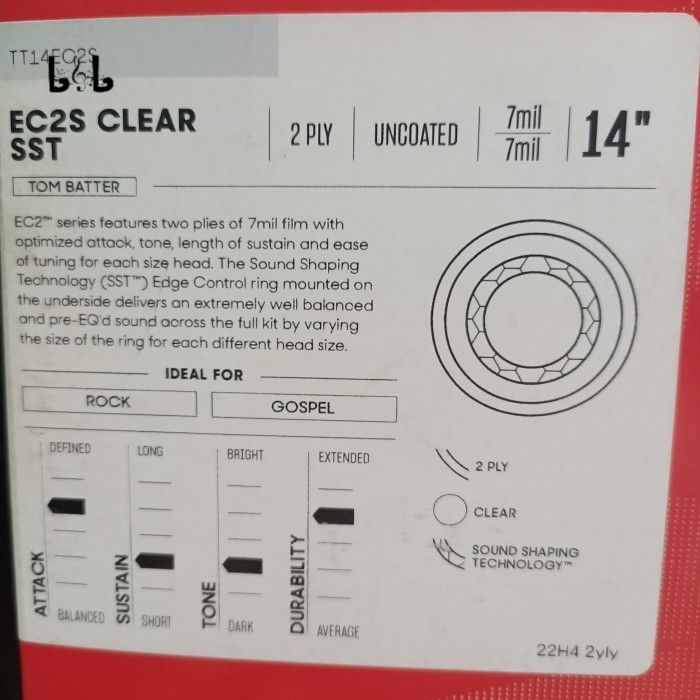 TT14EC2S
EC2S CLEAR
SST
2 PLY
UNCOATED
7mil
7mil
14"
TOM BATTER
EC2™ series features two plies of 7mil film with
optimized attack, tone, length of sustain and ease
of tuning for each size head. The Sound Shaping
Technology (SST™) Edge Control ring mounted on
the underside delivers an extremely well balanced
and pre-EQ'd sound across the full kit by varying
the size of the ring for each different head size.
IDEAL FOR
ROCK
GOSPEL
ATTACK
DEFINED
BALANCED
SUSTAIN
LONG
SHORT
TONE
BRIGHT
DARK
DURABILITY
EXTENDED
AVERAGE
2 PLY
CLEAR
SOUND SHAPING
TECHNOLOGY™
22H4 2yly